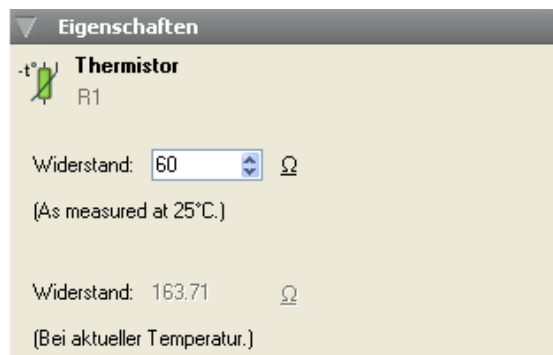 Eigenschaften
-t°
Thermistor
R1
Widerstand: 60 Ω
(As measured at 25°C.)
Widerstand: 163.71 Ω
(Bei aktueller Temperatur.)